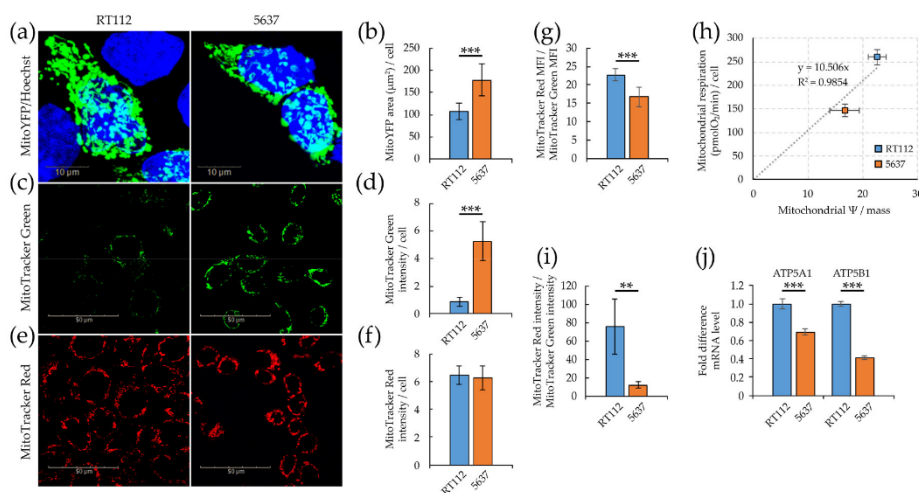 RT112
5637
(a)
MitoYFP/Hoechst
10 µm
10 µm
(b)
MitoYFP area (µm²) / cell
250
200
150
100
50
0
***
RT112
5637
(c)
MitoTracker Green
50 µm
50 µm
(d)
MitoTracker Green
intensity / cell
8
6
4
2
0
***
RT112
5637
(e)
MitoTracker Red
50 µm
50 µm
(f)
MitoTracker Red
intensity / cell
8
6
4
2
0
RT112
5637
(g)
MitoTracker Red MFI /
MitoTracker Green MFI
30
25
20
15
10
5
0
***
RT112
5637
(h)
Mitochondrial respiration
(pmolO₂/min) / cell
300
250
200
150
100
50
0
y = 10.506x
R² = 0.9854
RT112
5637
0
10
20
30
Mitochondrial Ψ / mass
(i)
MitoTracker Red intensity /
MitoTracker Green intensity
120
100
80
60
40
20
0
**
RT112
5637
(j)
Fold difference
mRNA level
1.2
1.0
0.8
0.6
0.4
0.2
0
ATP5A1
ATP5B1
***
***
RT112
5637
RT112
5637